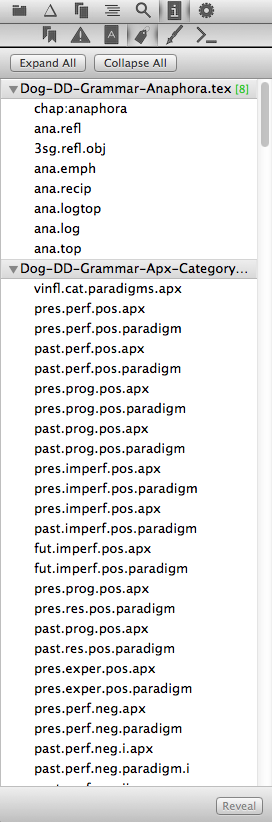 Expand All Collapse All
Dog-DD-Grammar-Anaphora.tex [8]
chap:anaphora
ana.refl
3sg.refl.obj
ana.emph
ana.recip
ana.logtop
ana.log
ana.top
Dog-DD-Grammar-Apx-Category...
vinfl.cat.paradigms.apx
pres.perf.pos.apx
pres.perf.pos.paradigm
past.perf.pos.apx
past.perf.pos.paradigm
pres.prog.pos.apx
pres.prog.pos.paradigm
past.prog.pos.apx
past.prog.pos.paradigm
pres.imperf.pos.apx
pres.imperf.pos.paradigm
pres.imperf.pos.apx
past.imperf.pos.paradigm
fut.imperf.pos.apx
fut.imperf.pos.paradigm
pres.prog.pos.apx
pres.res.pos.paradigm
past.prog.pos.apx
past.res.pos.paradigm
pres.exper.pos.apx
pres.exper.pos.paradigm
pres.perf.neg.apx
pres.perf.neg.paradigm
past.perf.neg.i.apx
past.perf.neg.paradigm.i
Reveal